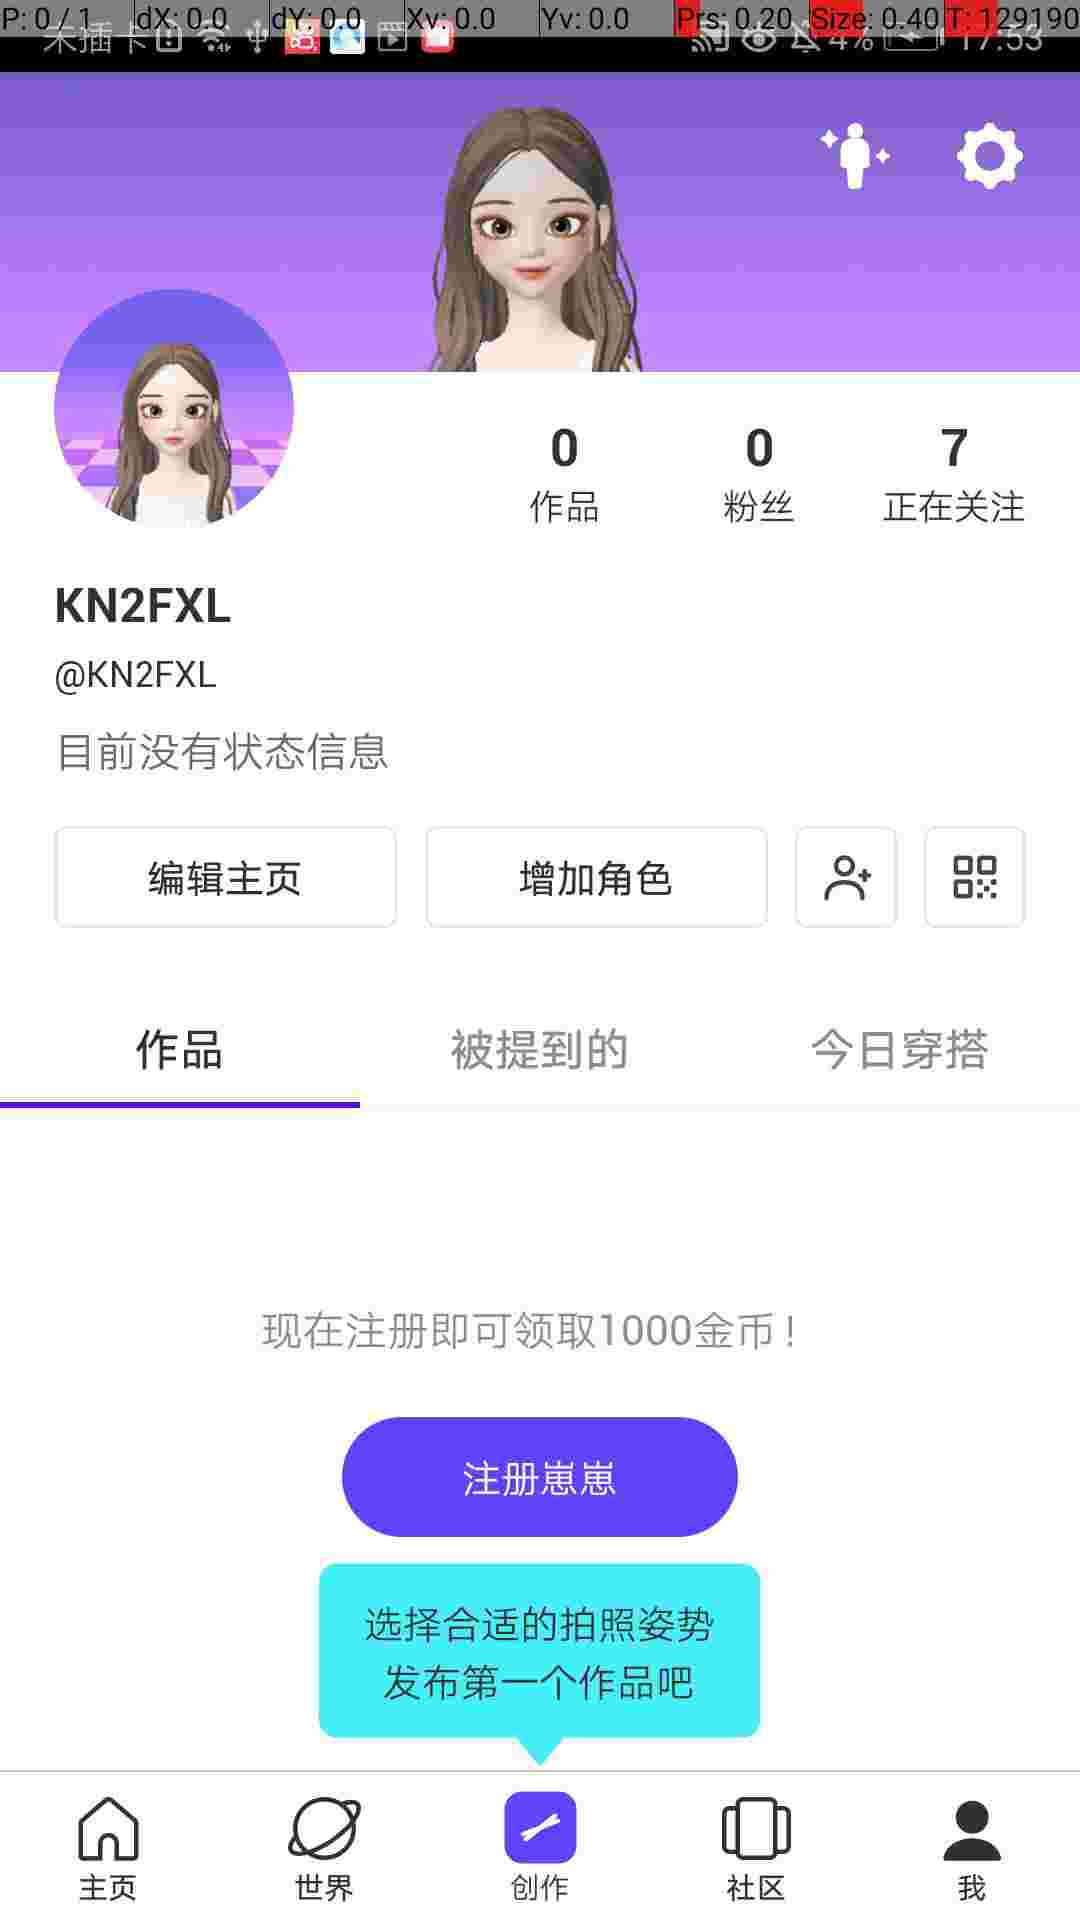 P: 0 / 1 dX: 0.0 dY: 0.0 Xv: 0.0 Yv: 0.0 Prs: 0.20 Size: 0.40 T: 129190
未插卡 4% 17:53
0 0 7
作品 粉丝 正在关注
KN2FXL
@KN2FXL
目前没有状态信息
编辑主页 增加角色
作品 被提到的 今日穿搭
现在注册即可领取1000金币！
注册崽崽
选择合适的拍照姿势
发布第一个作品吧
主页 世界 创作 社区 我